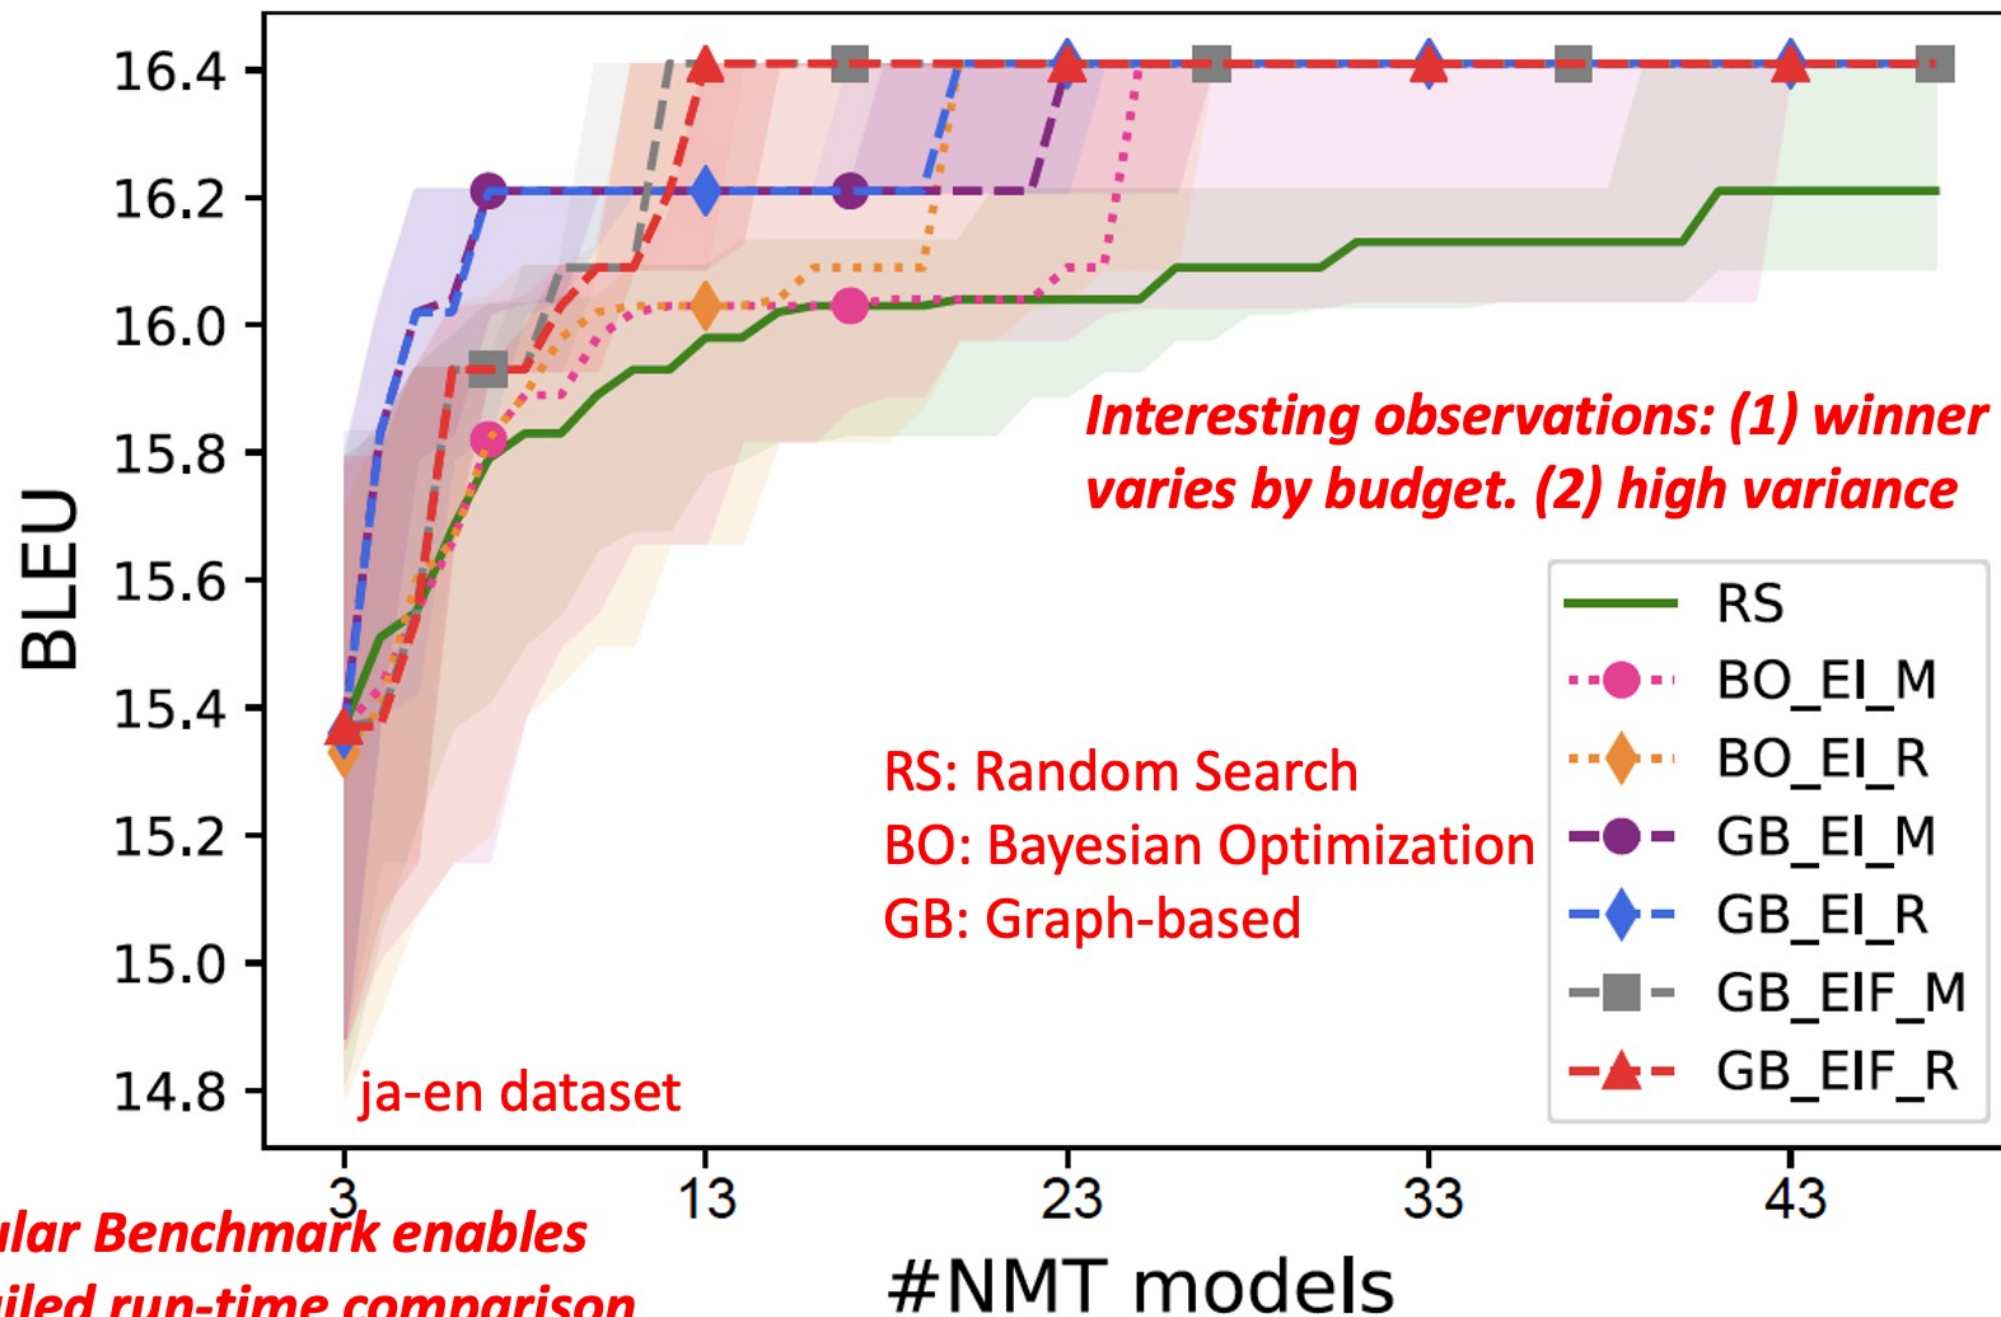 16.4
16.2
16.0
15.8
15.6
15.4
15.2
15.0
14.8
BLEU
Interesting observations: (1) winner
varies by budget. (2) high variance
RS: Random Search
BO: Bayesian Optimization
GB: Graph-based
RS
BO_EI_M
BO_EI_R
GB_EI_M
GB_EI_R
GB_EIF_M
GB_EIF_R
ja-en dataset
3 13 23 33 43
#NMT models
Benchmark enables
run-time comparison